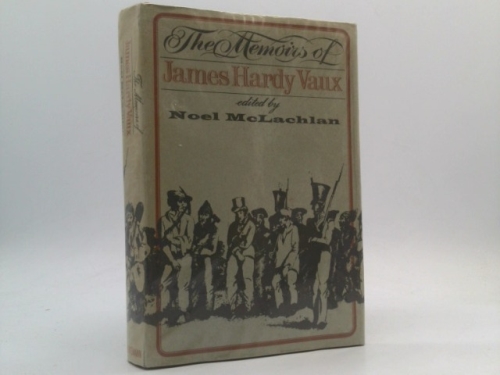 The Memoirs of
James Hardy Vaux
edited by
Noel McLachlan